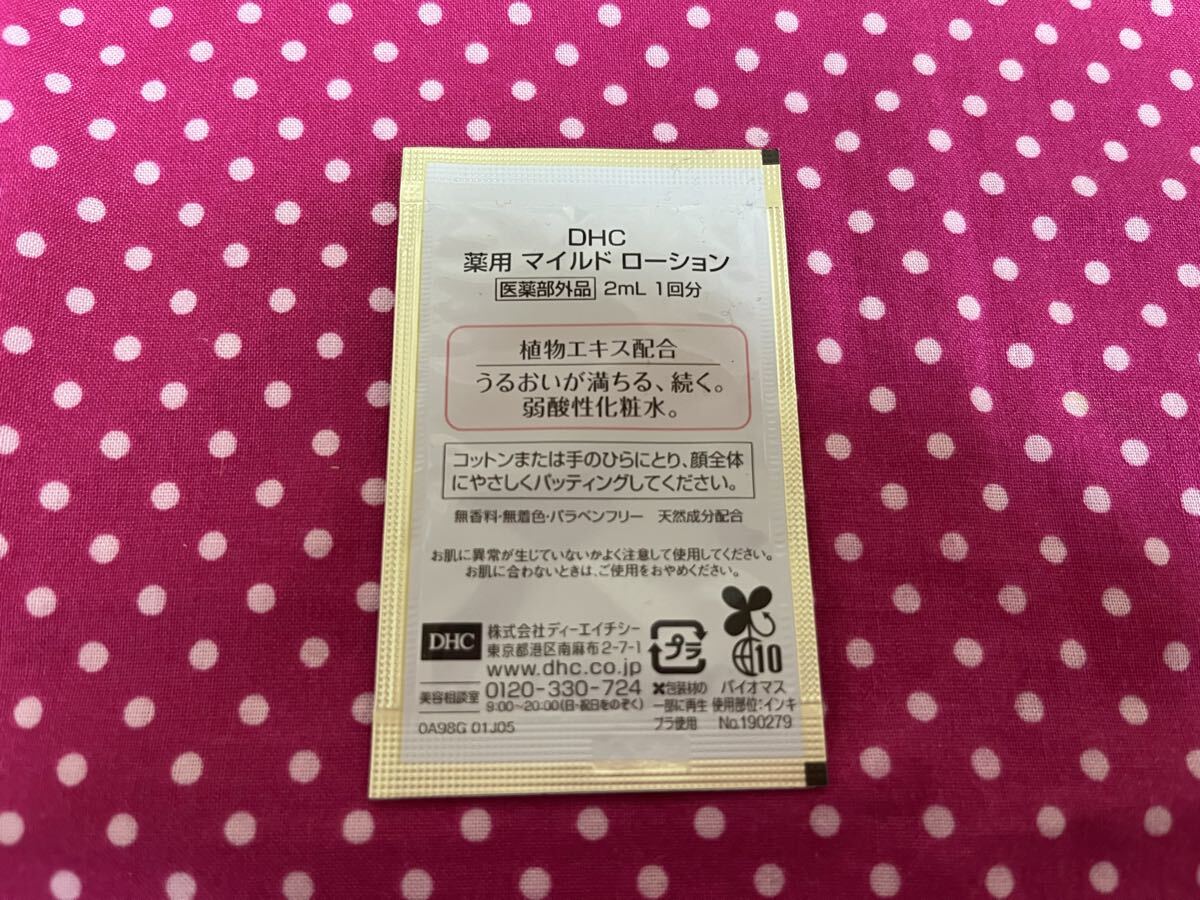 DHC
薬用 マイルド ローション
医薬部外品 2mL 1回分
植物エキス配合
うるおいが満ちる、続く。
弱酸性化粧水。
コットンまたは手のひらにとり、顔全体
にやさしくパッティングしてください。
無香料・無着色・パラベンフリー 天然成分配合
お肌に異常が生じていないかよく注意して使用してください。
お肌に合わないときは、ご使用をおやめください。
DHC
株式会社ディーエイチシー
東京都港区南麻布2-7-1
www.dhc.co.jp
美容相談室
0120-330-724
9:00~20:00(日・祝日をのぞく)
0A98G 01J05
プラ
※包装材の
一部に再生
プラ使用
10
バイオマス
使用部位:インキ
No.190279